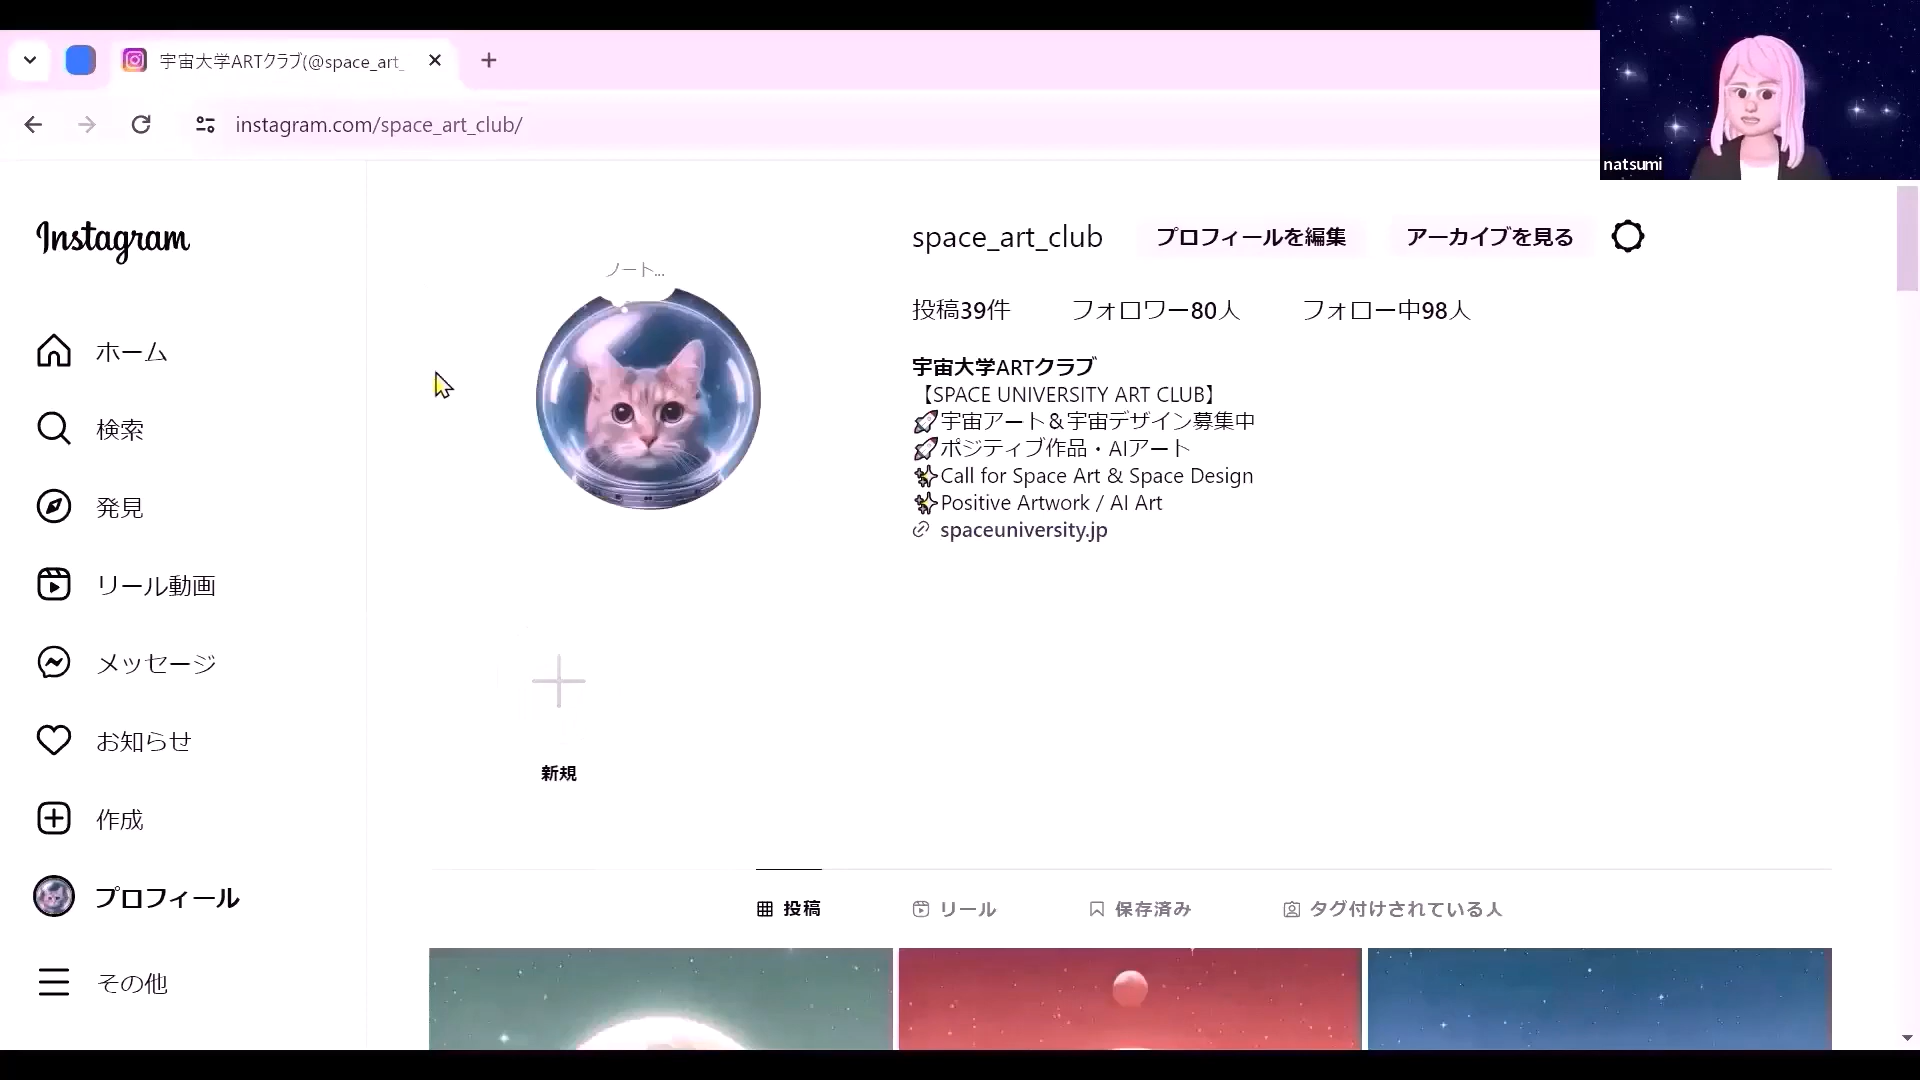 宇宙大学ARTクラブ(@space_art_
instagram.com/space_art_club/
natsumi
Instagram
ホーム
検索
発見
リール動画
メッセージ
お知らせ
作成
プロフィール
その他
ノート...
space_art_club
プロフィールを編集
アーカイブを見る
投稿39件
フォロワー80人
フォロー中98人
宇宙大学ARTクラブ
【SPACE UNIVERSITY ART CLUB】
🚀宇宙アート＆宇宙デザイン募集中
🚀ポジティブ作品・AIアート
✨Call for Space Art & Space Design
✨Positive Artwork / AI Art
spaceuniversity.jp
新規
投稿
リール
保存済み
タグ付けされている人